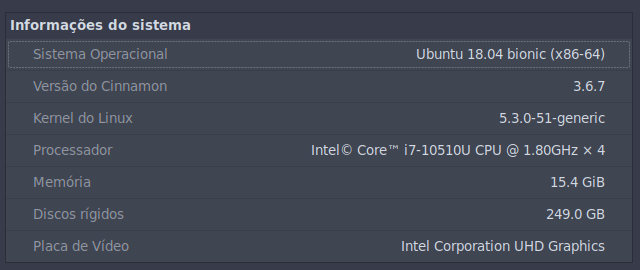 Informações do sistema
Sistema Operacional Ubuntu 18.04 bionic (x86-64)
Versão do Cinnamon 3.6.7
Kernel do Linux 5.3.0-51-generic
Processador Intel© Core™ i7-10510U CPU @ 1.80GHz × 4
Memória 15.4 GiB
Discos rígidos 249.0 GB
Placa de Vídeo Intel Corporation UHD Graphics